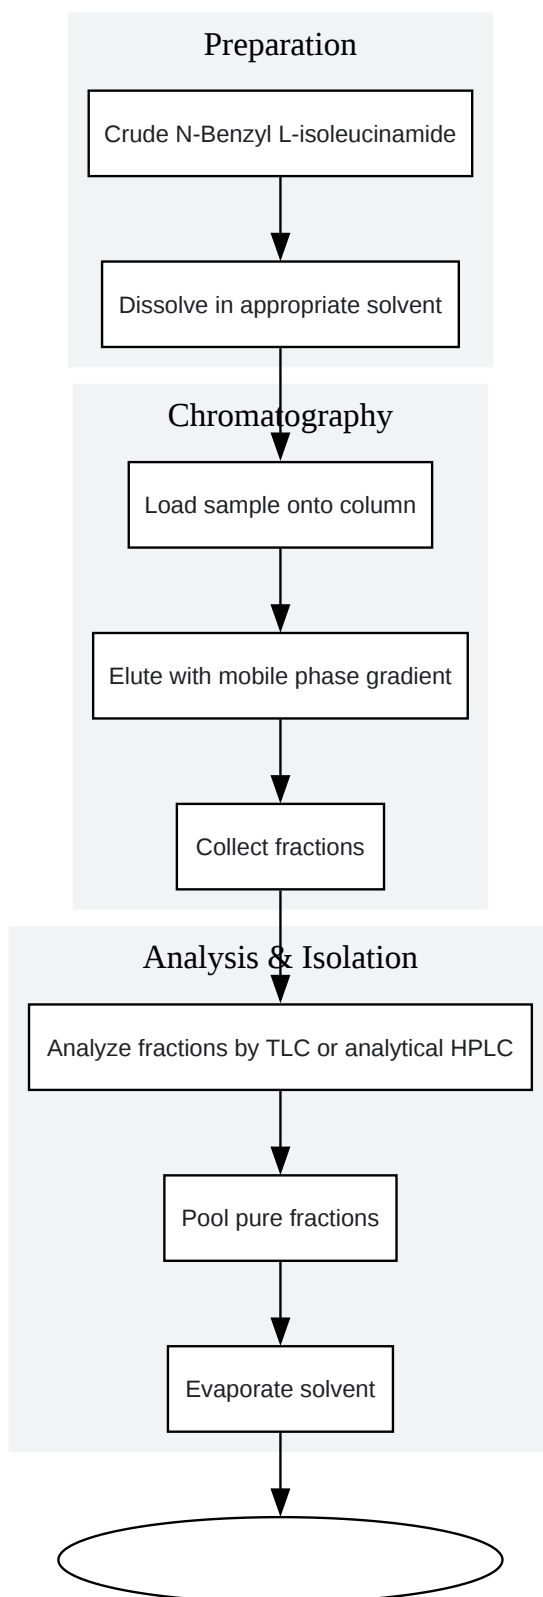 Preparation
Crude N-Benzyl L-isoleucinamide
Dissolve in appropriate solvent
Chromatography
Load sample onto column
Elute with mobile phase gradient
Collect fractions
Analysis & Isolation
Analyze fractions by TLC or analytical HPLC
Pool pure fractions
Evaporate solvent